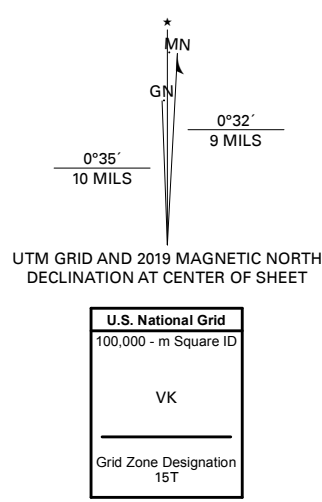 MN
GN
0°32´
9 MILS
0°35´
10 MILS
UTM GRID AND 2019 MAGNETIC NORTH
DECLINATION AT CENTER OF SHEET
U.S. National Grid
100,000 - m Square ID
VK
Grid Zone Designation
15T